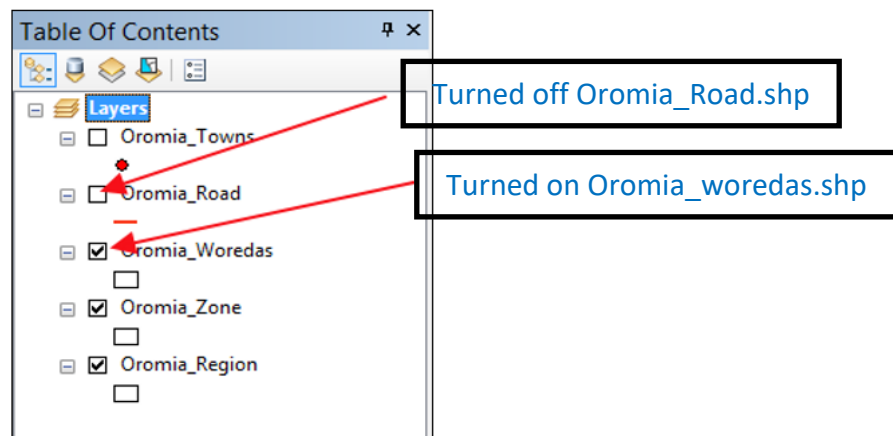 Table Of Contents
Layers
Oromia_Towns
Oromia_Road
Oromia_Woredas
Oromia_Zone
Oromia_Region
Turned off Oromia_Road.shp
Turned on Oromia_woredas.shp